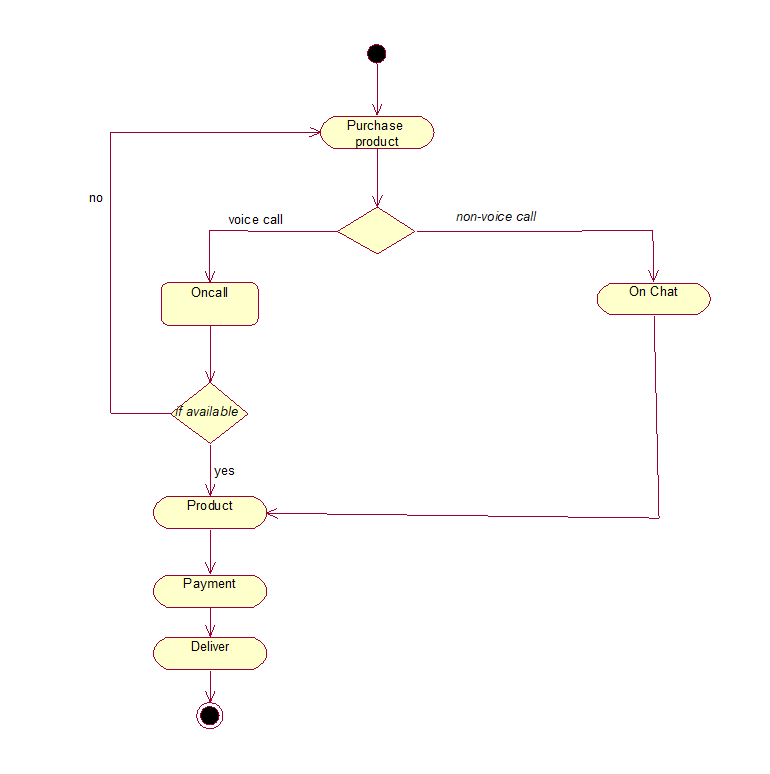 Purchase
product
no
voice call
non-voice call
Oncall
On Chat
if available
yes
Product
Payment
Deliver